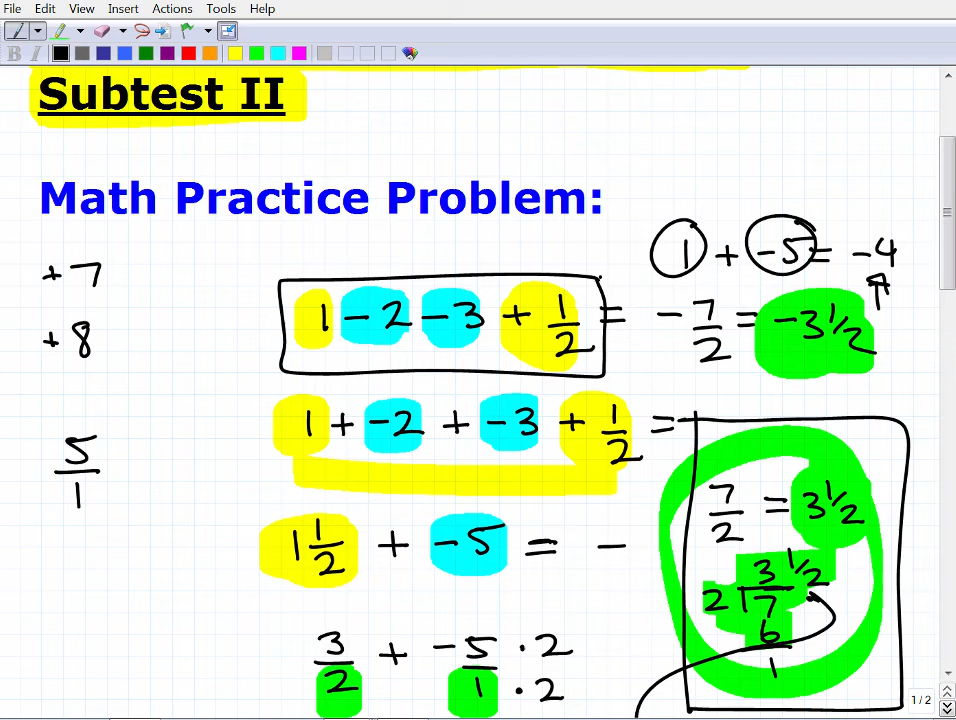 File Edit View Insert Actions Tools Help
B I
Subtest II
Math Practice Problem:
1 + -5 = -4
+7
1 - 2 - 3 + 1/2 = - 7/2 = -3 1/2
+8
1 + -2 + -3 + 1/2 =
5/1
7/2 = 3 1/2
1 1/2 + -5 = -
3 1/2
2 7
6
1
3/2 + -5/1 · 2
· 2
1/2